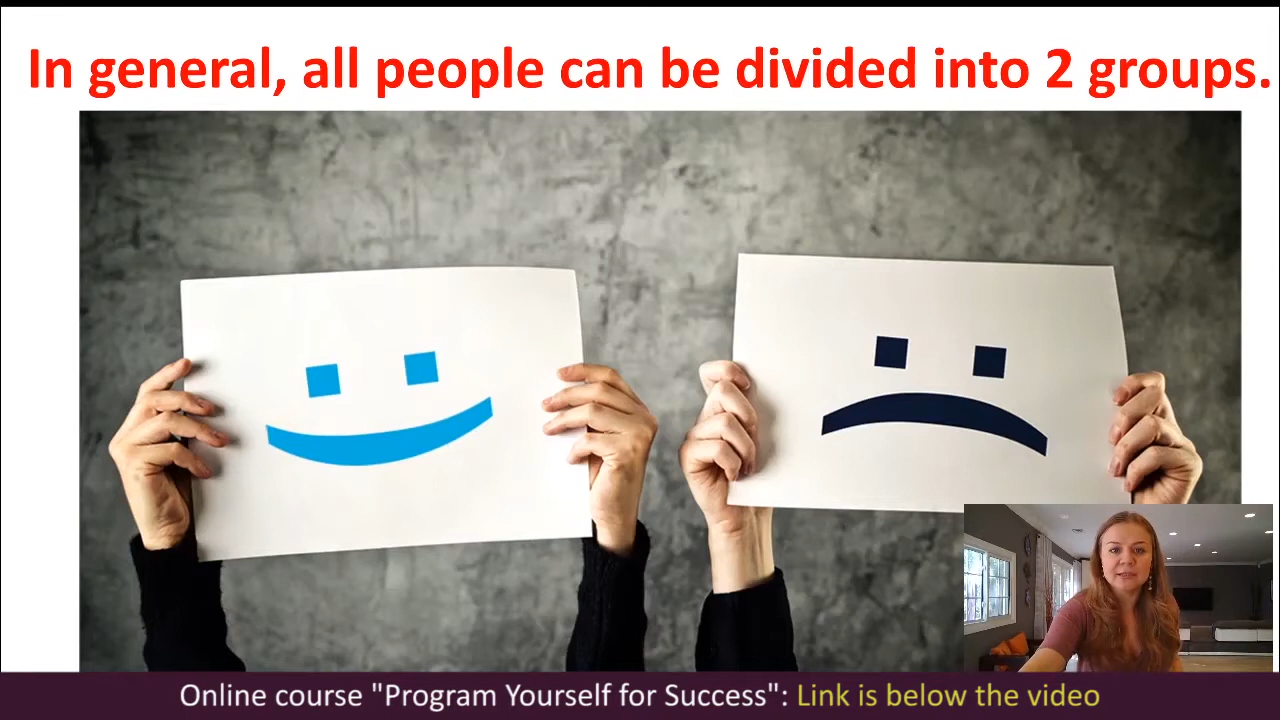 In general, all people can be divided into 2 groups.
Online course "Program Yourself for Success": Link is below the video